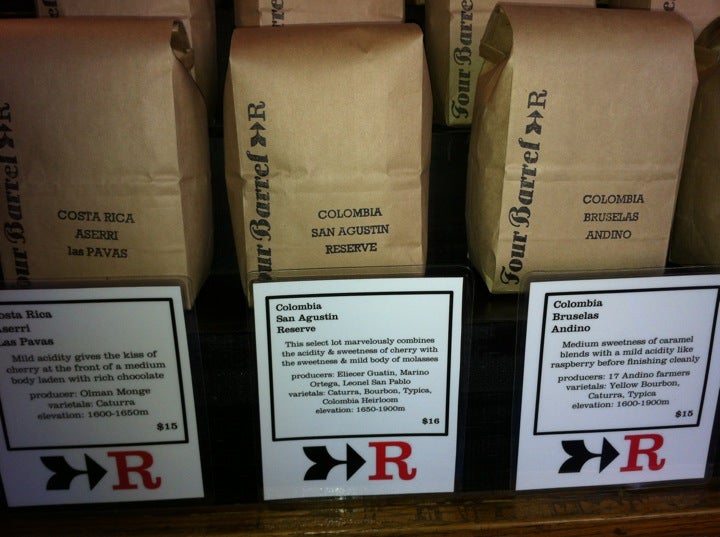 Four Barrel
R
COSTA RICA
ASERRI
las PAVAS
Four Barrel
R
COLOMBIA
SAN AGUSTIN
RESERVE
Four Barrel
Four Barrel
R
COLOMBIA
BRUSELAS
ANDINO
Costa Rica
Aserri
Las Pavas
Mild acidity gives the kiss of
cherry at the front of a medium
body laden with rich chocolate
producer: Olman Monge
varietals: Caturra
elevation: 1600-1650m
$15
R
Colombia
San Agustin
Reserve
This select lot marvelously combines
the acidity & sweetness of cherry with
the sweetness & mild body of molasses
producers: Eliecer Guatin, Marino
Ortega, Leonel San Pablo
varietals: Caturra, Bourbon, Typica,
Colombia Heirloom
elevation: 1650-1900m
$16
R
Colombia
Bruselas
Andino
Medium sweetness of caramel
blends with a mild acidity like
raspberry before finishing cleanly
producers: 17 Andino farmers
varietals: Yellow Bourbon,
Caturra, Typica
elevation: 1600-1900m
$15
R